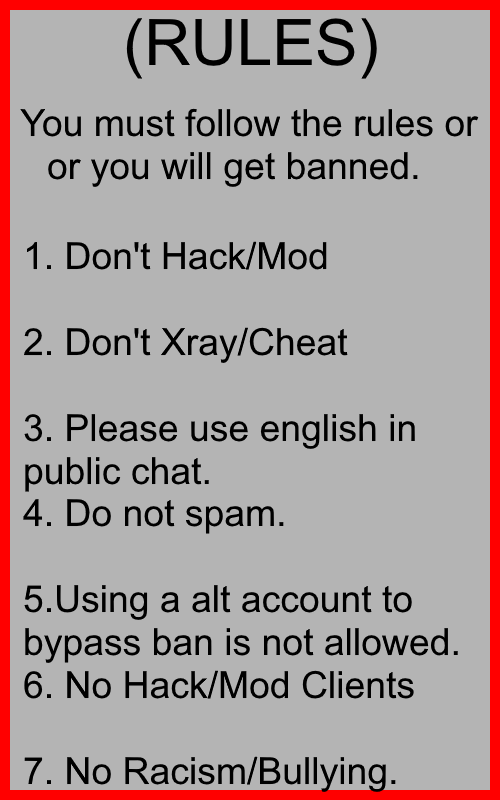 (RULES)
You must follow the rules or
or you will get banned.
1. Don't Hack/Mod
2. Don't Xray/Cheat
3. Please use english in
public chat.
4. Do not spam.
5.Using a alt account to
bypass ban is not allowed.
6. No Hack/Mod Clients
7. No Racism/Bullying.